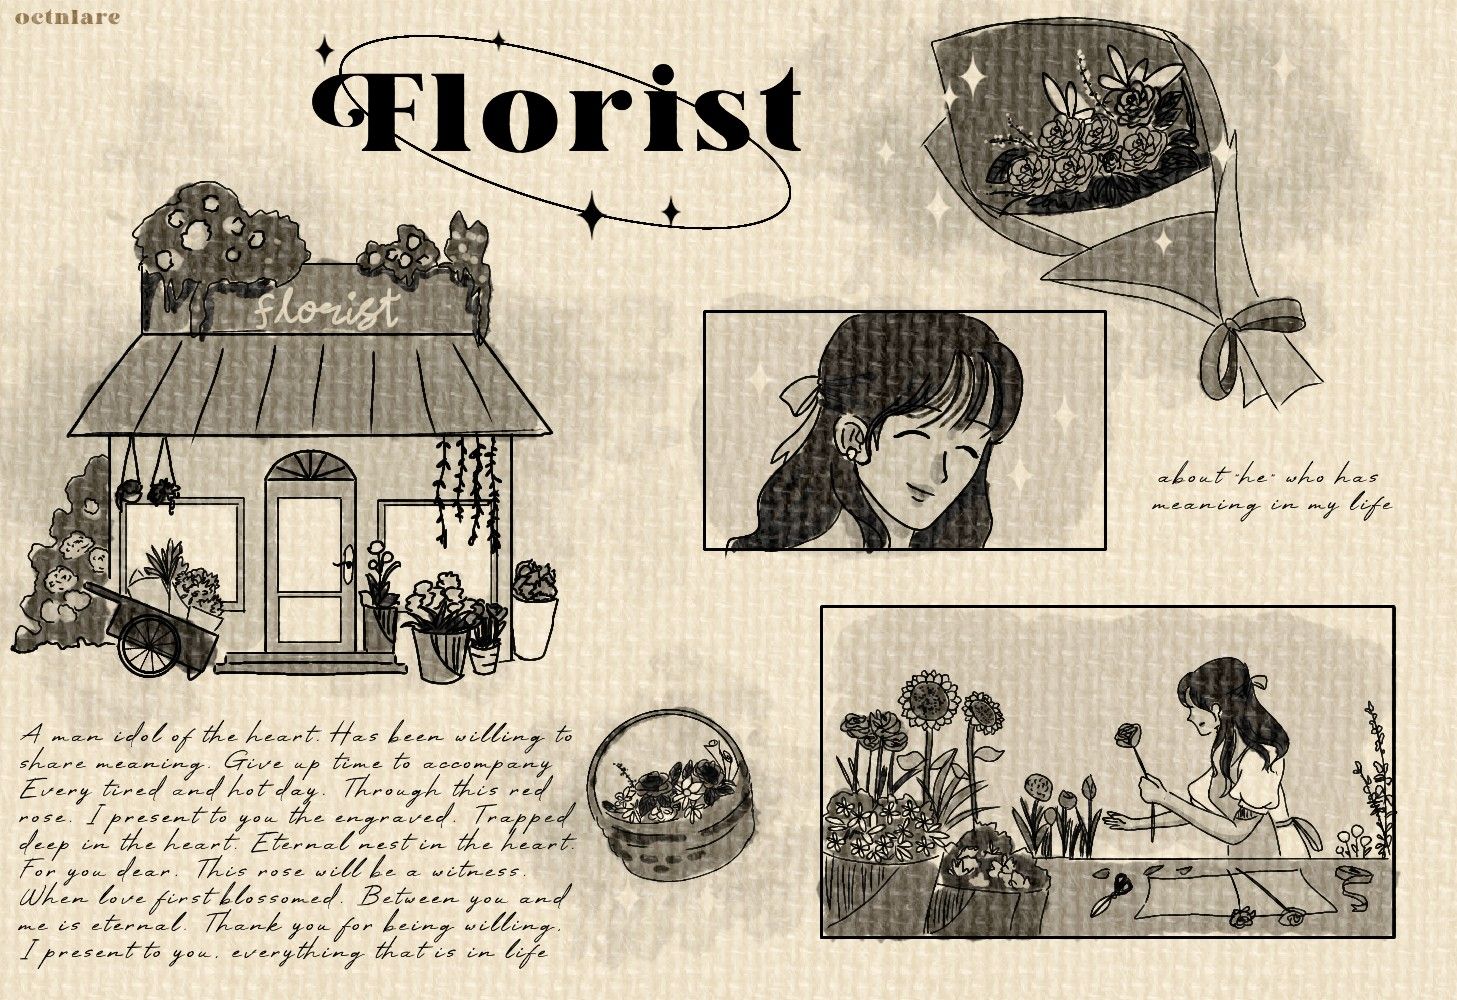 octnlare
Florist
florist
about "he" who has
meaning in my life
A man idol of the heart. Has been willing to
share meaning. Give up time to accompany
Every tired and hot day. Through this red
rose. I present to you the engraved. Trapped
deep in the heart. Eternal nest in the heart.
For you dear. This rose will be a witness.
When love first blossomed. Between you and
me is eternal. Thank you for being willing.
I present to you. everything that is in life